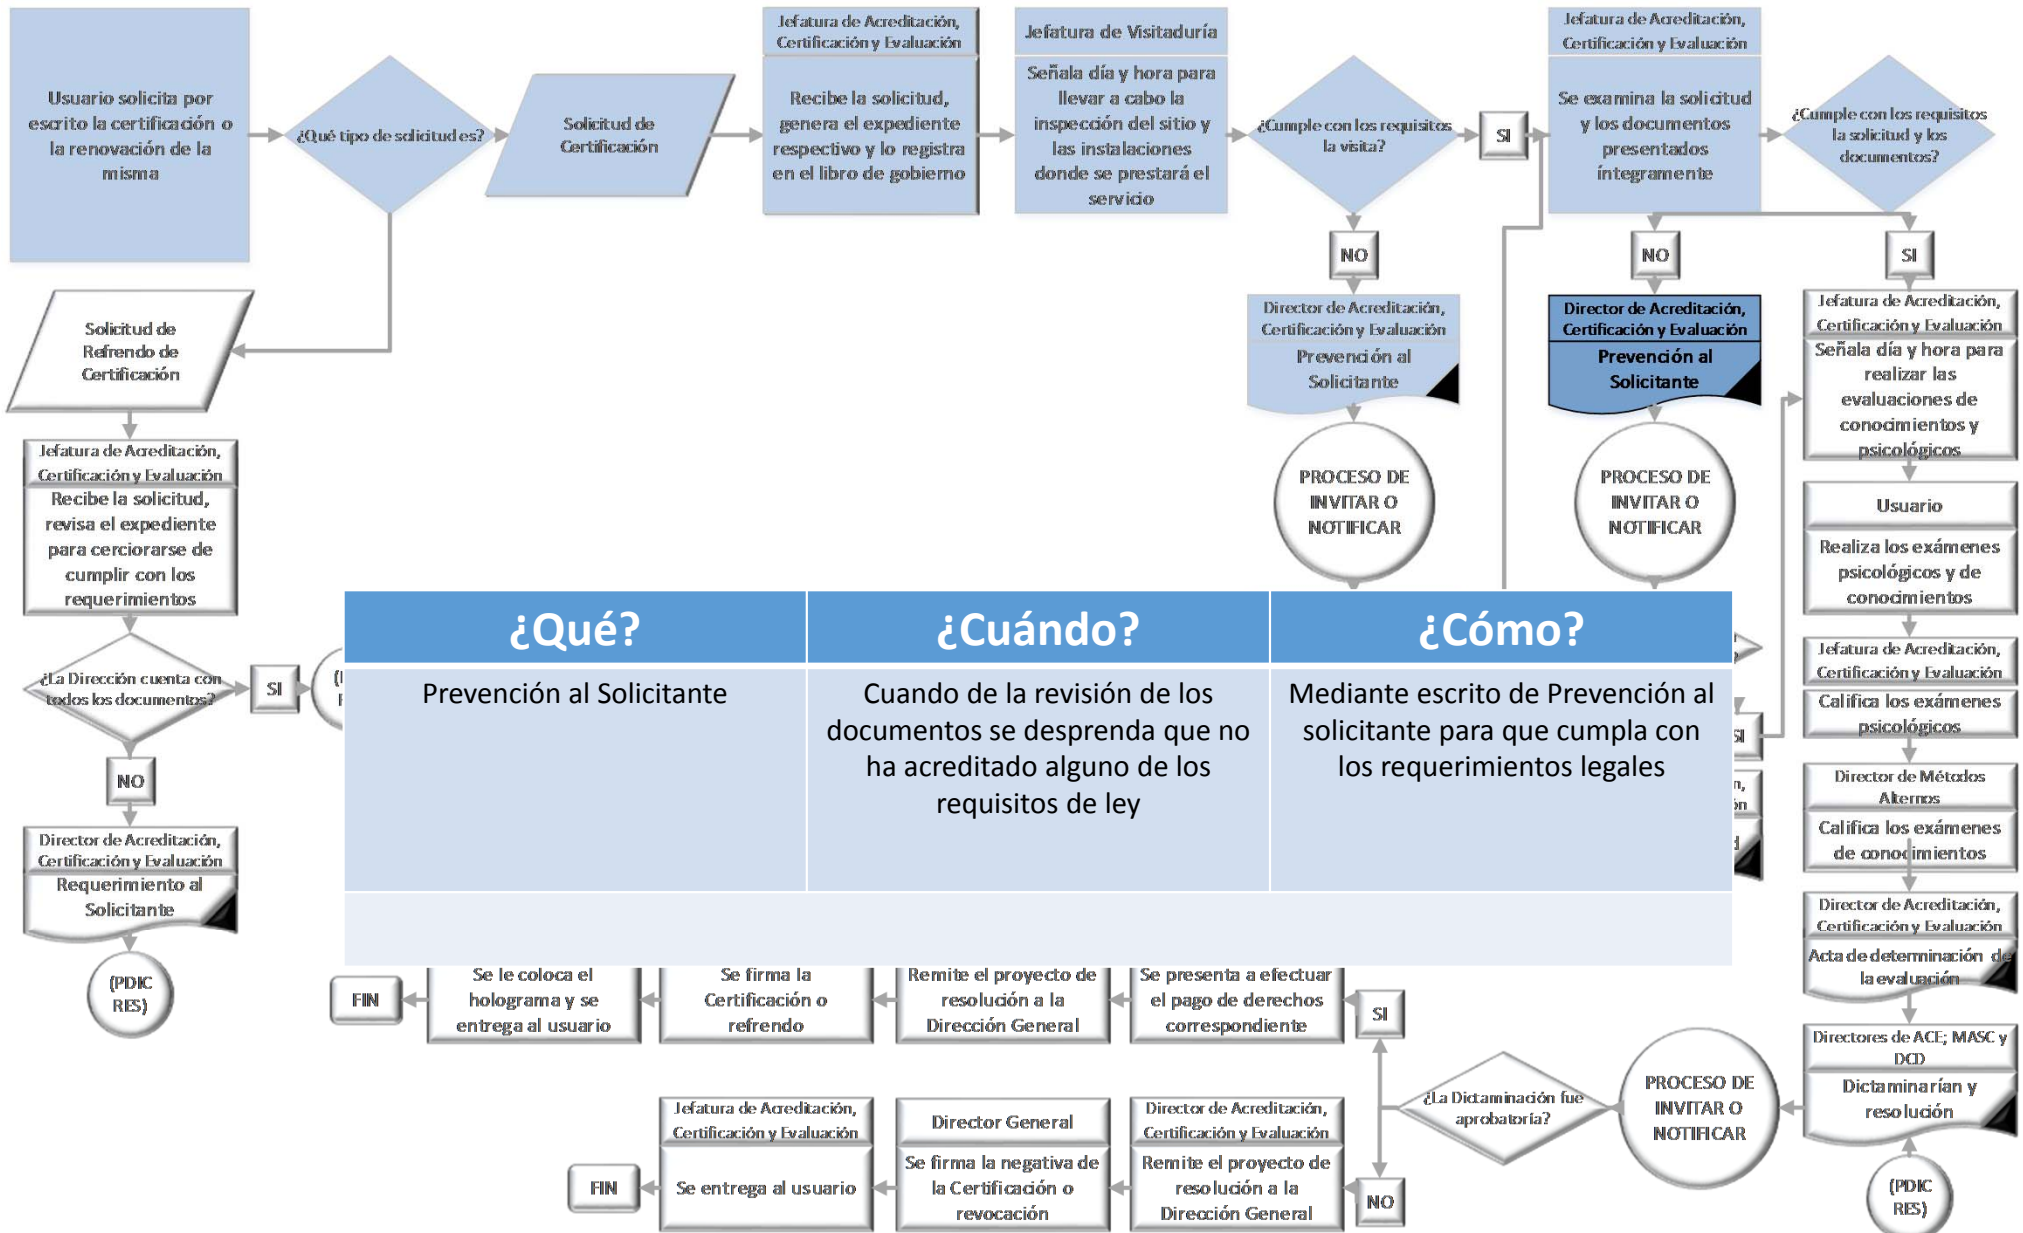 Usuario solicita por
escrito la certificación o
la renovación de la
misma
¿Qué tipo de solicitud es?
Solicitud de
Certificación
Jefatura de Acreditación,
Certificación y Evaluación
Recibe la solicitud,
genera el expediente
respectivo y lo registra
en el libro de gobierno
Jefatura de Visitaduría
Señala día y hora para
llevar a cabo la
inspección del sitio y
las instalaciones
donde se prestará el
servicio
¿Cumple con los requisitos
la visita?
SI
Jefatura de Acreditación,
Certificación y Evaluación
Se examina la solicitud
y los documentos
presentados
íntegramente
¿Cumple con los requisitos
la solicitud y los
documentos?
NO
NO
SI
Solicitud de
Refrendo de
Certificación
Director de Acreditación,
Certificación y Evaluación
Prevención al
Solicitante
Director de Acreditación,
Certificación y Evaluación
Prevención al
Solicitante
Jefatura de Acreditación,
Certificación y Evaluación
Señala día y hora para
realizar las
evaluaciones de
conocimientos y
psicológicos
Jefatura de Acreditación,
Certificación y Evaluación
Recibe la solicitud,
revisa el expediente
para cerciorarse de
cumplir con los
requerimientos
PROCESO DE
INVITAR O
NOTIFICAR
PROCESO DE
INVITAR O
NOTIFICAR
Usuario
Realiza los exámenes
psicológicos y de
conocimientos
¿La Dirección cuenta con
todos los documentos?
SI
¿Qué?
¿Cuándo?
¿Cómo?
Prevención al Solicitante
Cuando de la revisión de los
documentos se desprenda que no
ha acreditado alguno de los
requisitos de ley
Mediante escrito de Prevención al
solicitante para que cumpla con
los requerimientos legales
SI
Jefatura de Acreditación,
Certificación y Evaluación
Califica los exámenes
psicológicos
NO
Director de Métodos
Alternos
Califica los exámenes
de conocimientos
Director de Acreditación,
Certificación y Evaluación
Requerimiento al
Solicitante
Director de Acreditación,
Certificación y Evaluación
Acta de determinación de
la evaluación
(PDIC
RES)
FIN
Se le coloca el
holograma y se
entrega al usuario
Se firma la
Certificación o
refrendo
Remite el proyecto de
resolución a la
Dirección General
Se presenta a efectuar
el pago de derechos
correspondiente
SI
Directores de ACE; MASC y
DCD
Dictaminarían y
resolución
PROCESO DE
INVITAR O
NOTIFICAR
¿La Dictaminación fue
aprobatoria?
FIN
Jefatura de Acreditación,
Certificación y Evaluación
Se entrega al usuario
Director General
Se firma la negativa de
la Certificación o
revocación
Director de Acreditación,
Certificación y Evaluación
Remite el proyecto de
resolución a la
Dirección General
NO
(PDIC
RES)